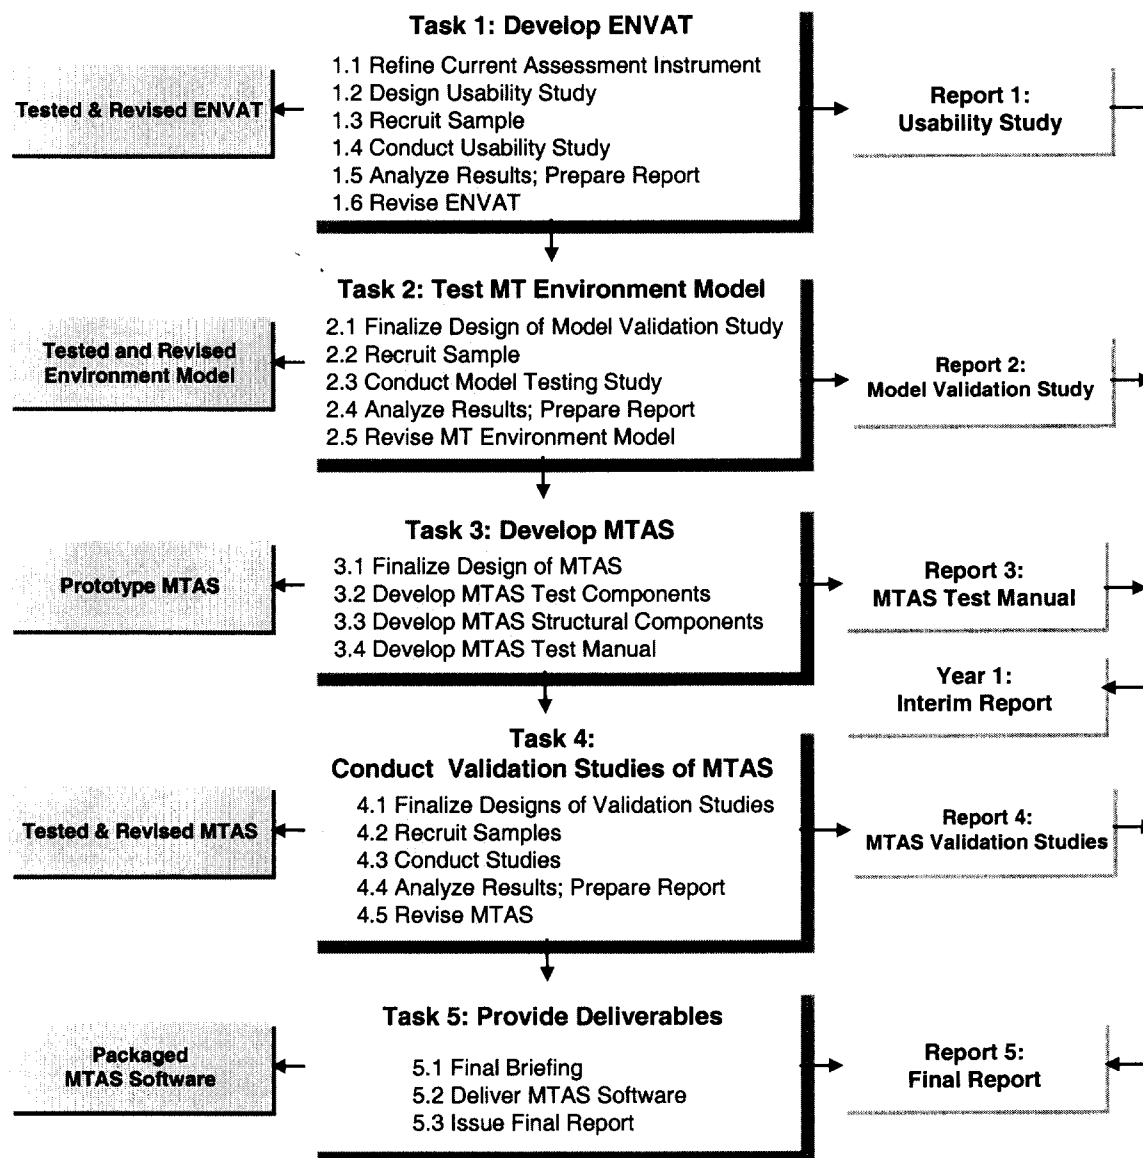 Task 1: Develop ENVAT
1.1 Refine Current Assessment Instrument
1.2 Design Usability Study
1.3 Recruit Sample
1.4 Conduct Usability Study
1.5 Analyze Results; Prepare Report
1.6 Revise ENVAT
Tested & Revised ENVAT
Report 1:
Usability Study
Task 2: Test MT Environment Model
2.1 Finalize Design of Model Validation Study
2.2 Recruit Sample
2.3 Conduct Model Testing Study
2.4 Analyze Results; Prepare Report
2.5 Revise MT Environment Model
Tested and Revised
Environment Model
Report 2:
Model Validation Study
Task 3: Develop MTAS
3.1 Finalize Design of MTAS
3.2 Develop MTAS Test Components
3.3 Develop MTAS Structural Components
3.4 Develop MTAS Test Manual
Prototype MTAS
Report 3:
MTAS Test Manual
Year 1:
Interim Report
Task 4:
Conduct Validation Studies of MTAS
4.1 Finalize Designs of Validation Studies
4.2 Recruit Samples
4.3 Conduct Studies
4.4 Analyze Results; Prepare Report
4.5 Revise MTAS
Tested & Revised MTAS
Report 4:
MTAS Validation Studies
Task 5: Provide Deliverables
5.1 Final Briefing
5.2 Deliver MTAS Software
5.3 Issue Final Report
Packaged
MTAS Software
Report 5:
Final Report